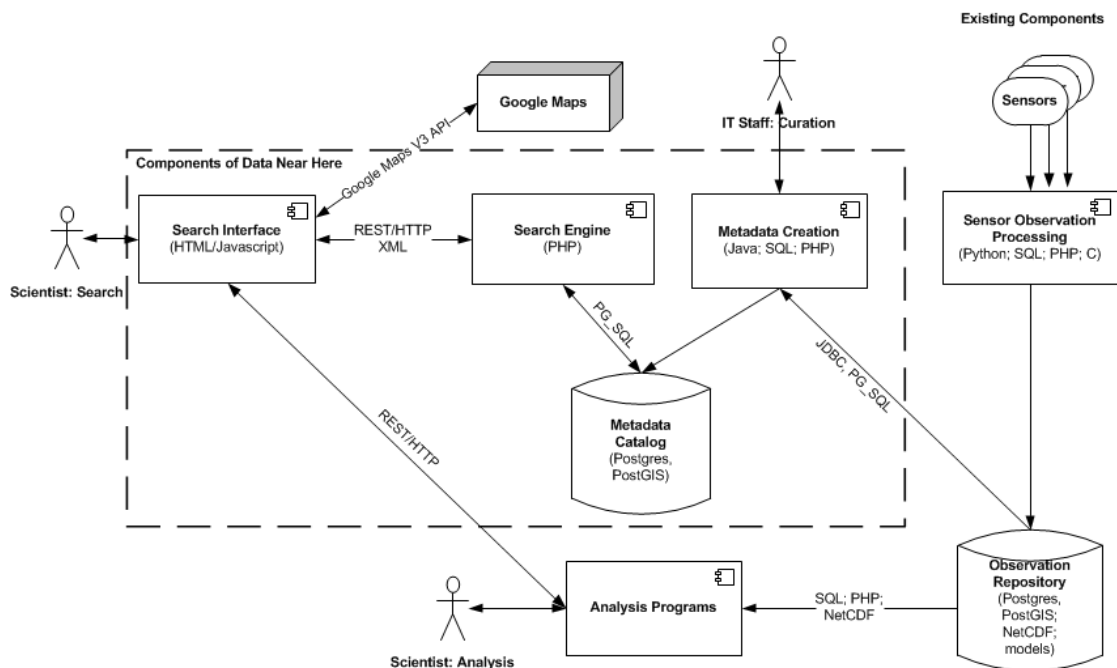 Existing Components
Sensors
Google Maps
IT Staff: Curation
Google Maps V3 API
Components of Data Near Here
Search Interface
(HTML/Javascript)
REST/HTTP
XML
Search Engine
(PHP)
Metadata Creation
(Java; SQL; PHP)
Sensor Observation
Processing
(Python; SQL; PHP; C)
Scientist: Search
PG_SQL
JDBC, PG_SQL
Metadata
Catalog
(Postgres,
PostGIS)
REST/HTTP
Analysis Programs
SQL; PHP;
NetCDF
Observation
Repository
(Postgres,
PostGIS;
NetCDF;
models)
Scientist: Analysis